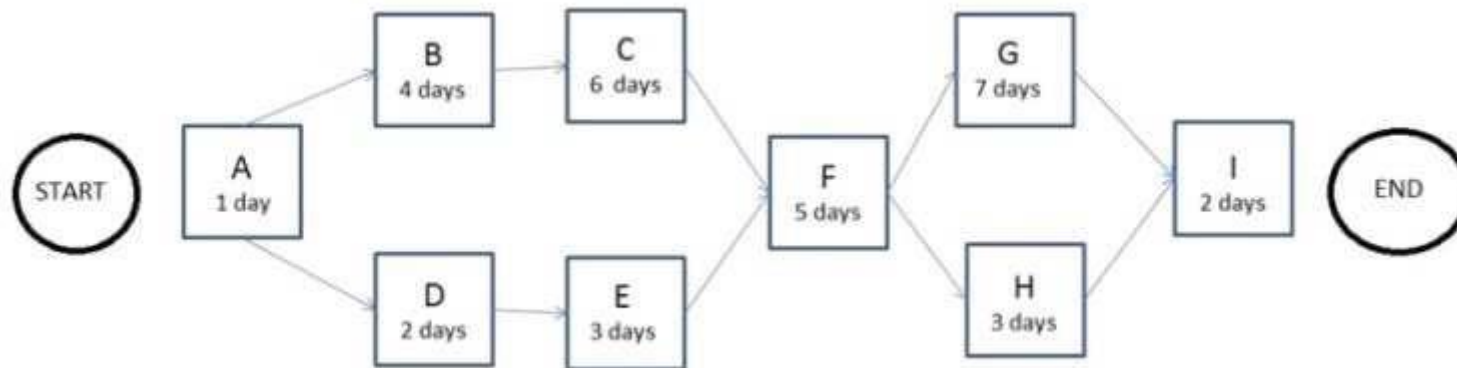 START
A
1 day
B
4 days
C
6 days
D
2 days
E
3 days
F
5 days
G
7 days
H
3 days
I
2 days
END